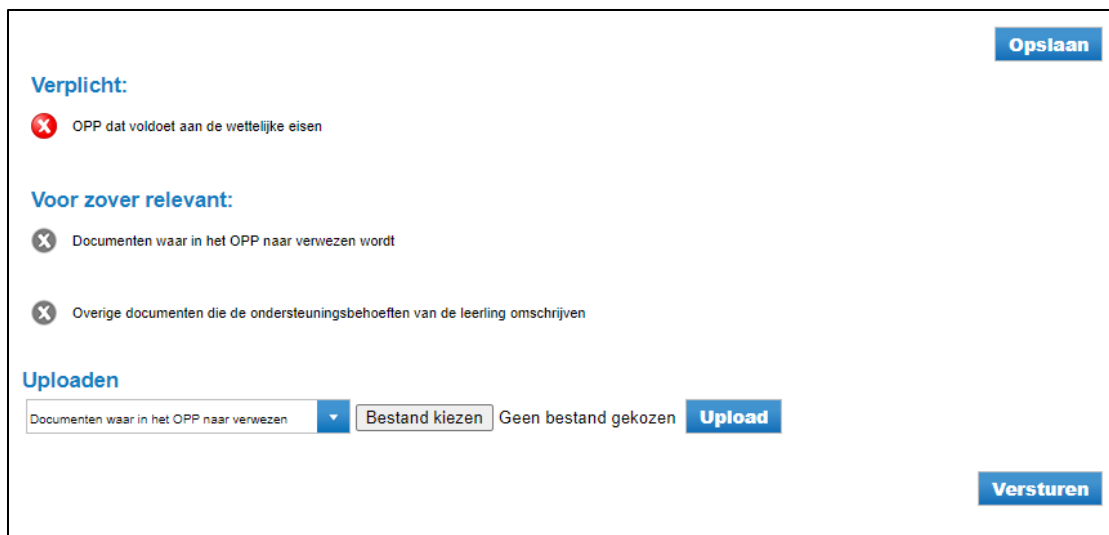 Opslaan
Verplicht:
OPP dat voldoet aan de wettelijke eisen
Voor zover relevant:
Documenten waar in het OPP naar verwezen wordt
Overige documenten die de ondersteuningsbehoeften van de leerling omschrijven
Uploaden
Documenten waar in het OPP naar verwezen Bestand kiezen Geen bestand gekozen Upload
Versturen